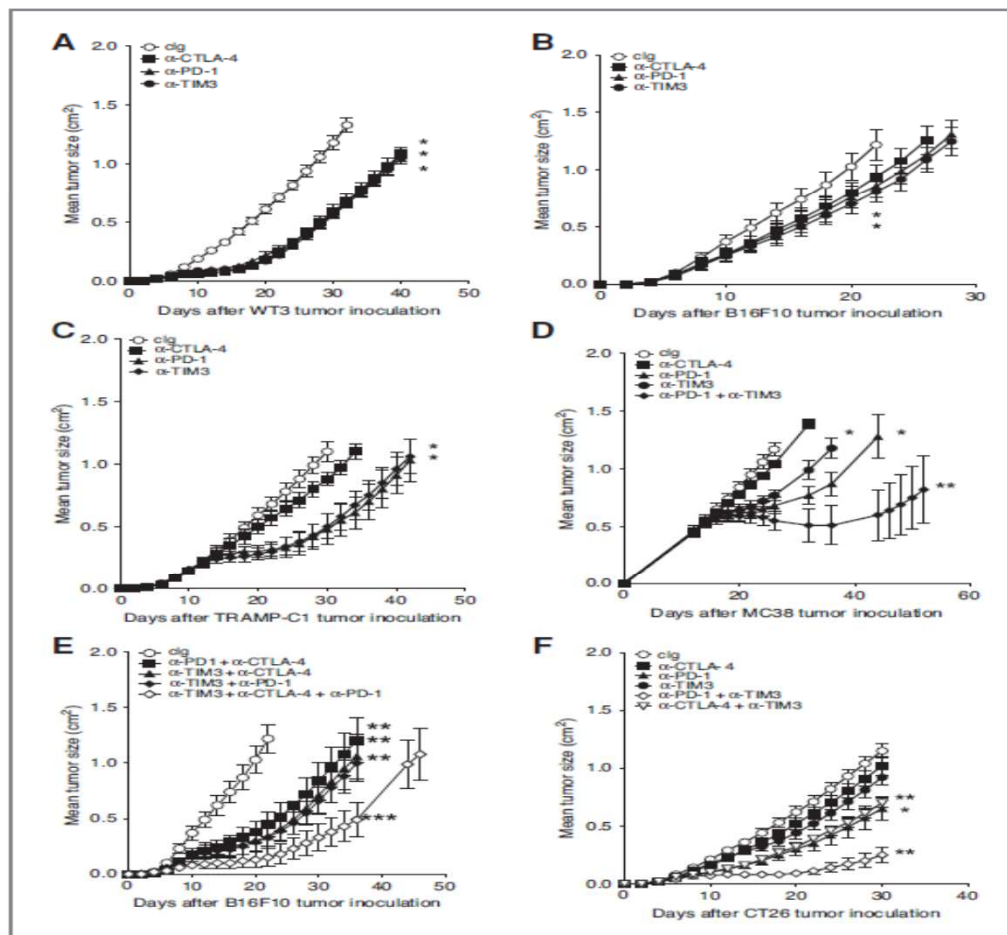 A
cIg
α-CTLA-4
α-PD-1
α-TIM3
2.0
1.5
1.0
0.5
0.0
Mean tumor size (cm²)
*
*
*
0 10 20 30 40 50
Days after WT3 tumor inoculation
B
cIg
α-CTLA-4
α-PD-1
α-TIM3
2.0
1.5
1.0
0.5
0.0
Mean tumor size (cm²)
*
*
0 10 20 30
Days after B16F10 tumor inoculation
C
cIg
α-CTLA-4
α-PD-1
α-TIM3
2.0
1.5
1.0
0.5
0.0
Mean tumor size (cm²)
*
*
0 10 20 30 40 50
Days after TRAMP-C1 tumor inoculation
D
cIg
α-CTLA-4
α-PD-1
α-TIM3
α-PD-1 + α-TIM3
2.0
1.5
1.0
0.5
0.0
Mean tumor size (cm²)
*
*
**
0 20 40 60
Days after MC38 tumor inoculation
E
cIg
α-PD1 + α-CTLA-4
α-TIM3 + α-CTLA-4
α-TIM3 + α-PD-1
α-TIM3 + α-CTLA-4 + α-PD-1
2.0
1.5
1.0
0.5
0.0
Mean tumor size (cm²)
**
**
**
***
0 10 20 30 40 50
Days after B16F10 tumor inoculation
F
cIg
α-CTLA-4
α-PD-1
α-TIM3
α-PD-1 + α-TIM3
α-CTLA-4 + α-TIM3
2.0
1.5
1.0
0.5
0.0
Mean tumor size (cm²)
**
*
**
0 10 20 30 40
Days after CT26 tumor inoculation